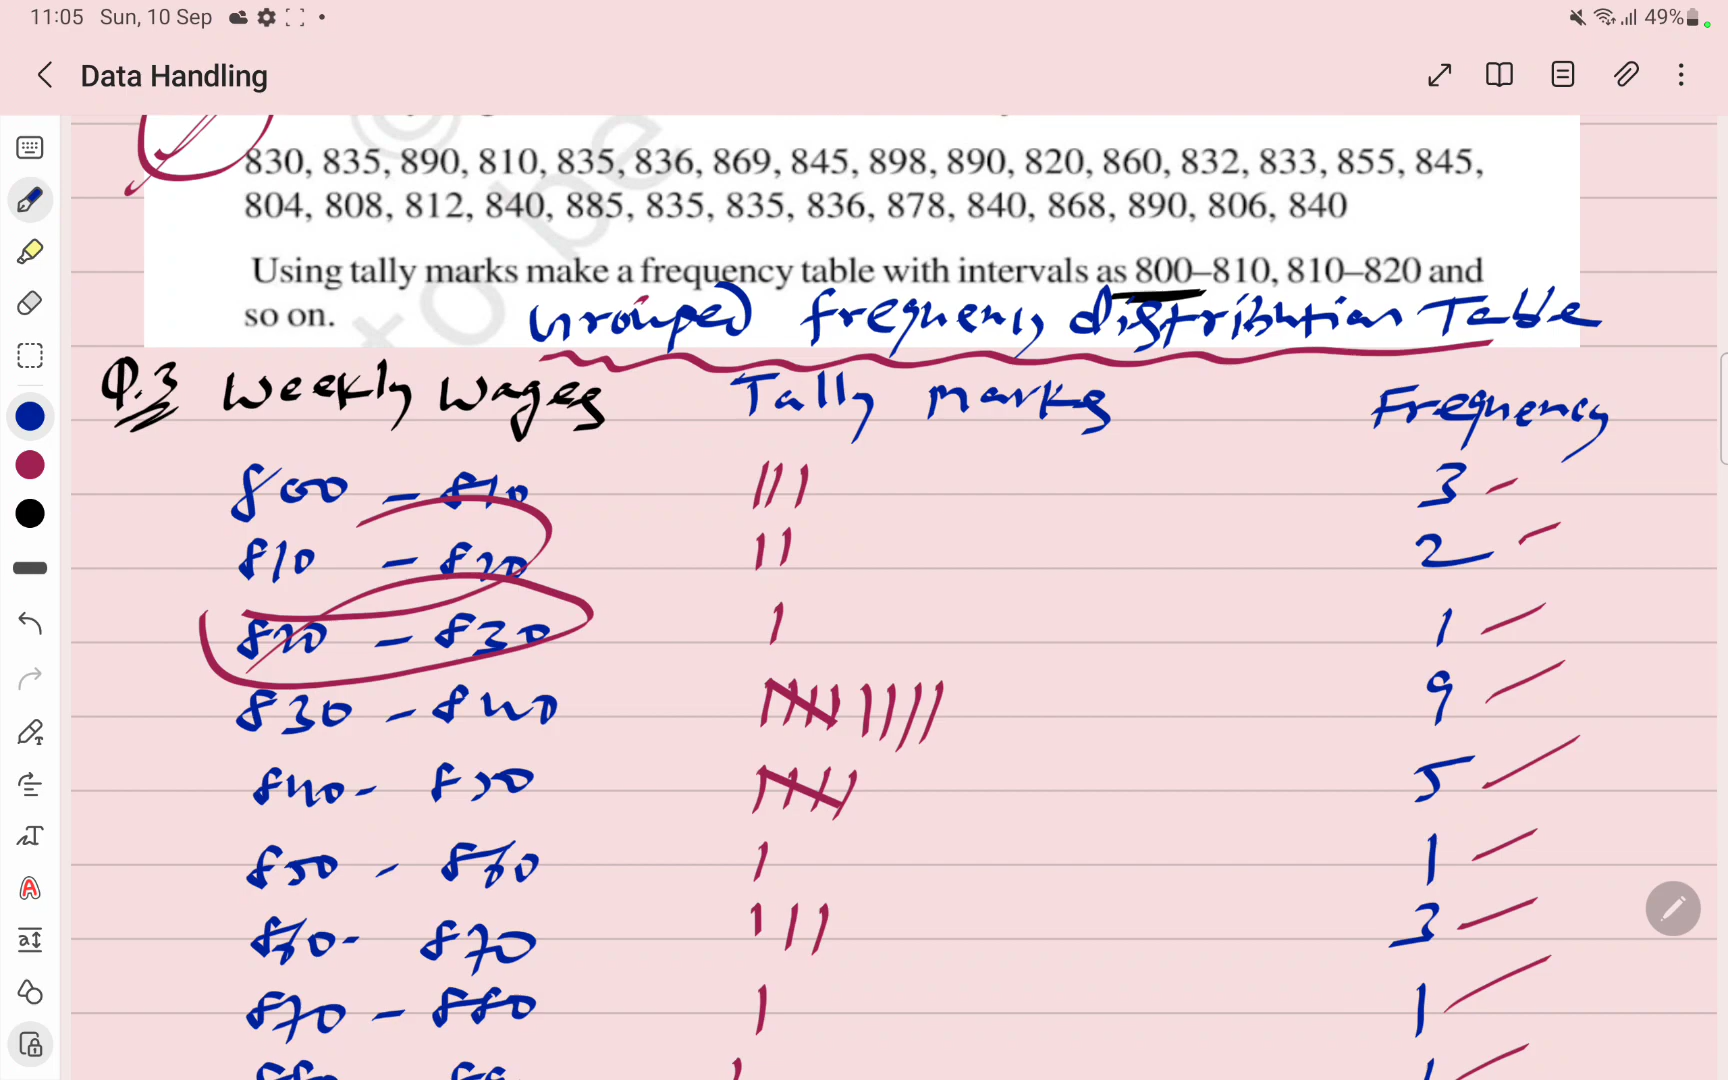 11:05 Sun, 10 Sep 49%
Data Handling
830, 835, 890, 810, 835, 836, 869, 845, 898, 890, 820, 860, 832, 833, 855, 845,
804, 808, 812, 840, 885, 835, 835, 836, 878, 840, 868, 890, 806, 840
Using tally marks make a frequency table with intervals as 800–810, 810–820 and
so on.
to be
Grouped frequency distribution Table
Q.3 Weekly Wages Tally Marks Frequency
800 - 810 ||| 3
810 - 820 || 2
820 - 830 | 1
830 - 840 9
840 - 850 5
850 - 860 | 1
860 - 870 ||| 3
870 - 880 | 1